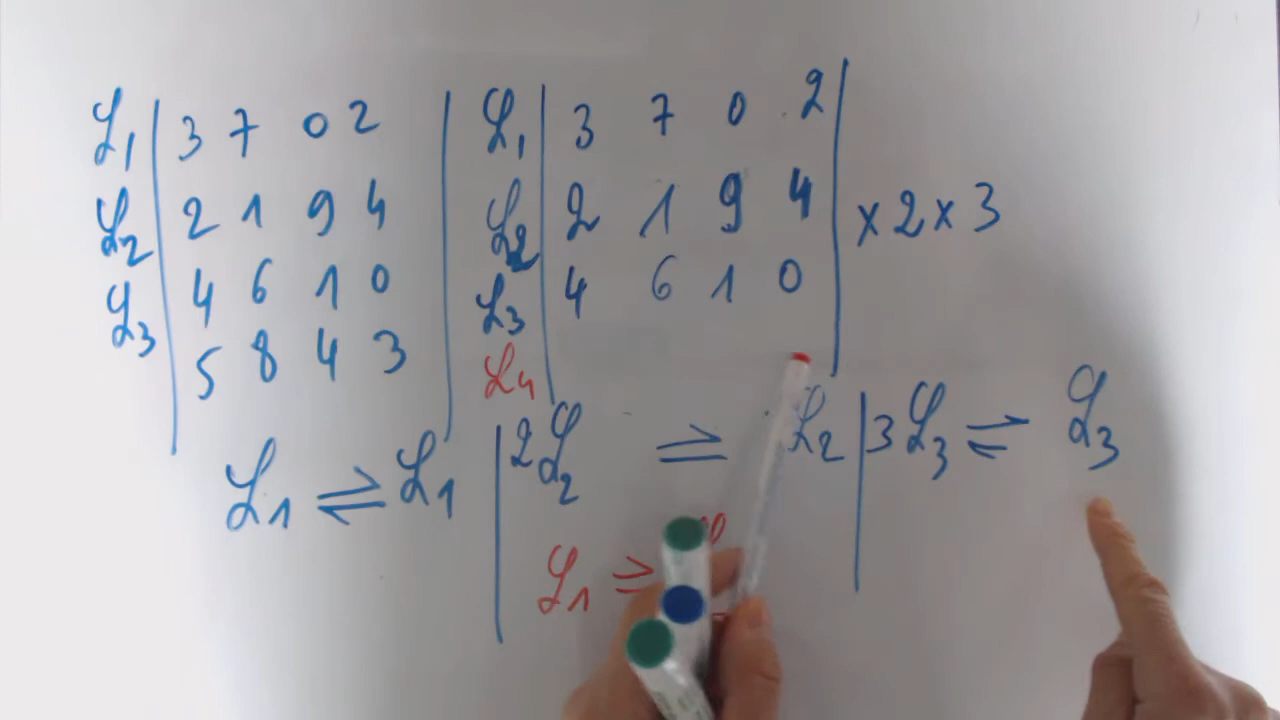 L₁ | 3 7 0 2 | L₁ | 3 7 0 2 |
L₂ | 2 1 9 4 | L₂ | 2 1 9 4 | x 2 x 3
L₃ | 4 6 1 0 | L₃ | 4 6 1 0 |
5 8 4 3 | L₄
L₁ ⇌ L₁ | 2L₂ ⇌ L₂ | 3L₃ ⇌ L₃
L₁ ⇌